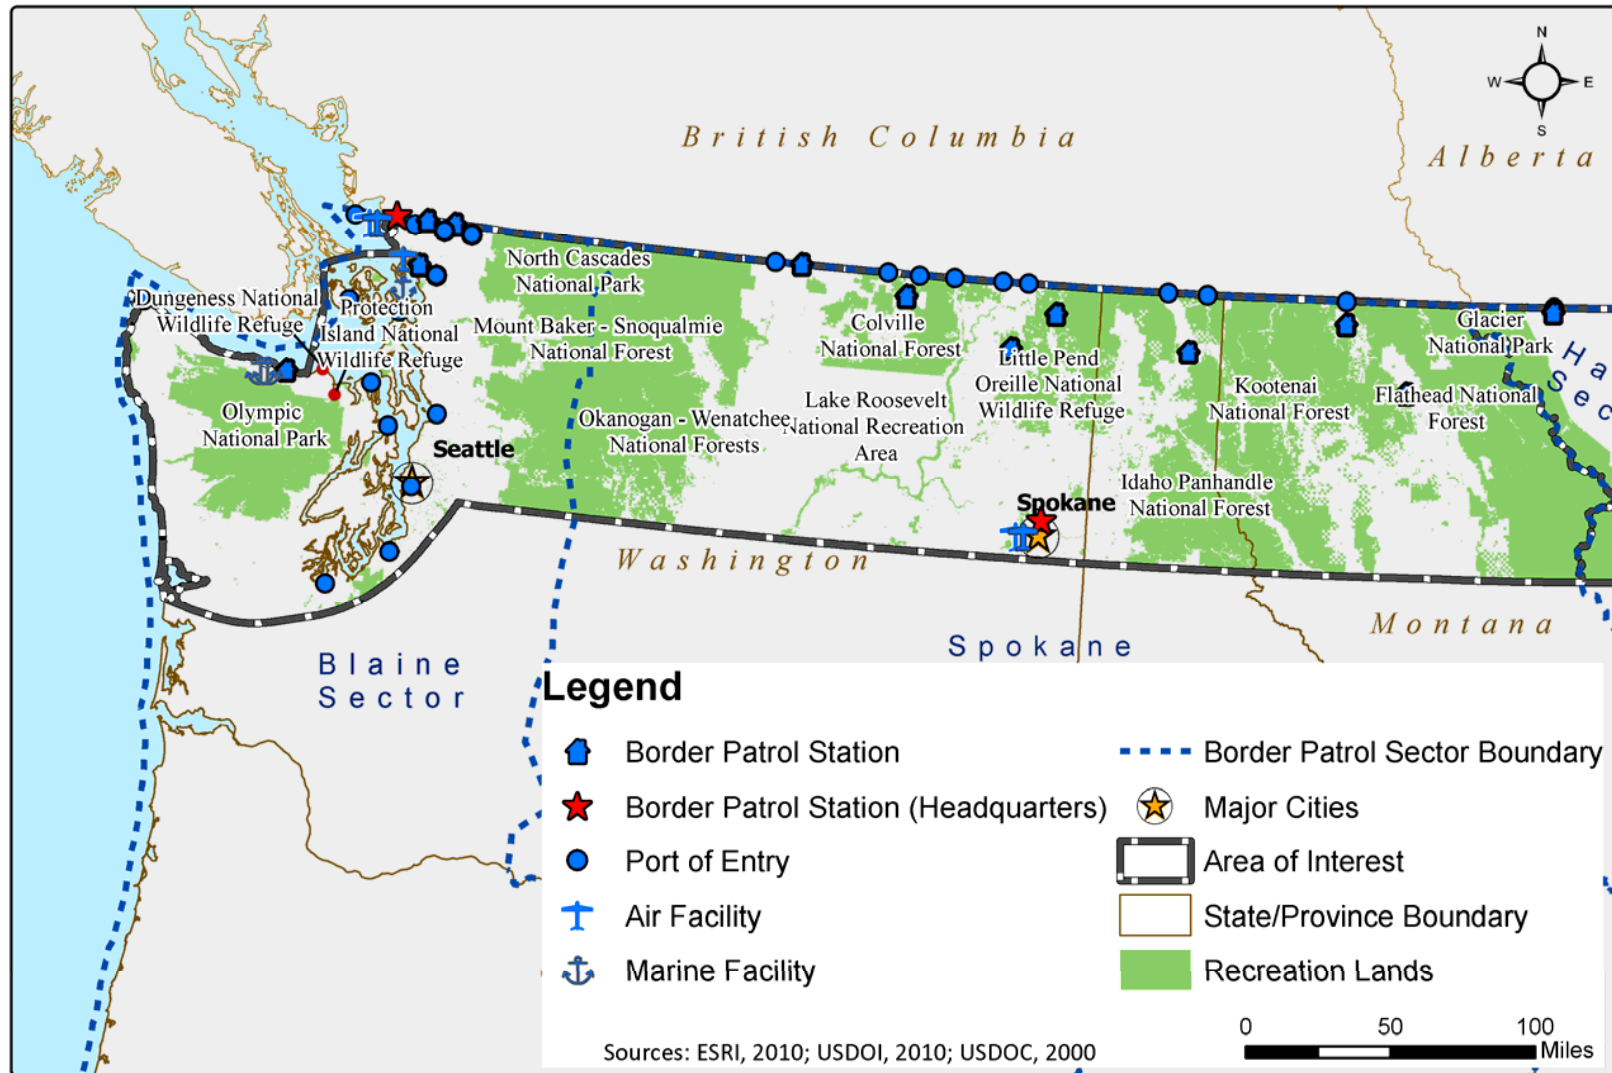 N
W
E
S
British Columbia
Alberta
North Cascades
National Park
Dungeness National
Wildlife Refuge
Protection
Island National
Wildlife Refuge
Mount Baker - Snoqualmie
National Forest
Colville
National Forest
Glacier
National Park
Ha
Sec
Little Pend
Oreille National
Wildlife Refuge
Kootenai
National Forest
Flathead National
Forest
Olympic
National Park
Okanogan - Wenatchee
National Forests
Lake Roosevelt
National Recreation
Area
Seattle
Idaho Panhandle
National Forest
Spokane
Washington
Montana
Blaine
Sector
Spokane
Legend
Border Patrol Station
Border Patrol Station (Headquarters)
Port of Entry
Air Facility
Marine Facility
Border Patrol Sector Boundary
Major Cities
Area of Interest
State/Province Boundary
Recreation Lands
0 50 100
Miles
Sources: ESRI, 2010; USDOI, 2010; USDOC, 2000